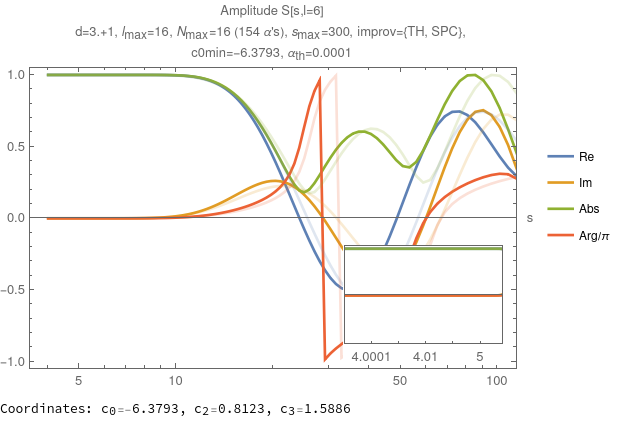 Amplitude S[s,l=6]
d=3.+1, lmax=16, Nmax=16 (154 α's), smax=300, improv={TH, SPC},
c0min=-6.3793, αth=0.0001
1.0
0.5
0.0
-0.5
-1.0
s
Re
Im
Abs
Arg/π
4.0001 4.01 5
5 10 50 100
Coordinates: c0=-6.3793, c2=0.8123, c3=1.5886